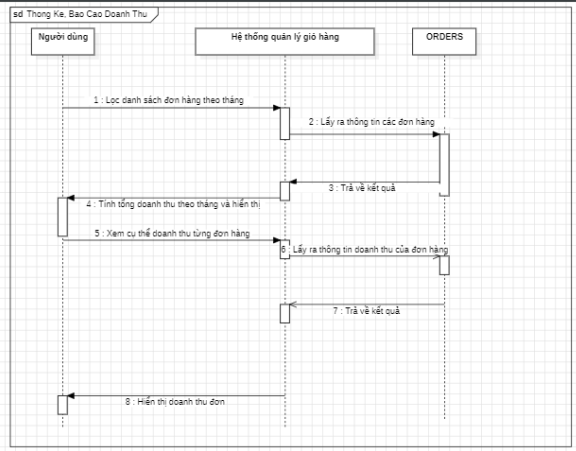 sd Thong Ke, Bao Cao Doanh Thu
Người dùng
Hệ thống quản lý giỏ hàng
ORDERS
1 : Lọc danh sách đơn hàng theo tháng
2 : Lấy ra thông tin các đơn hàng
3 : Trả về kết quả
4 : Tính tổng doanh thu theo tháng và hiển thị
5 : Xem cụ thể doanh thu từng đơn hàng
6 : Lấy ra thông tin doanh thu của đơn hàng
7 : Trả về kết quả
8 : Hiển thị doanh thu đơn